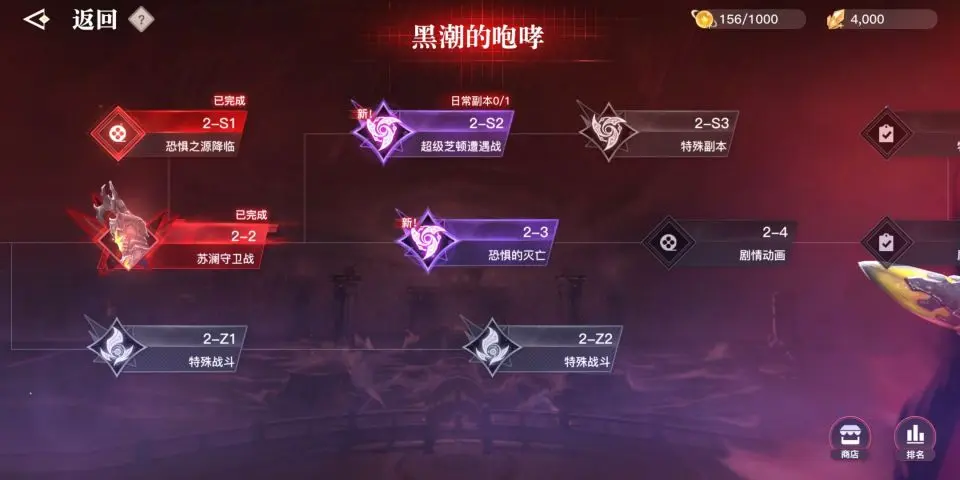 返回
?
黑潮的咆哮
156/1000
4,000
已完成
2-S1
恐惧之源降临
新!
日常副本0/1
2-S2
超级芝顿遭遇战
2-S3
特殊副本
已完成
2-2
苏澜守卫战
新!
2-3
恐惧的灭亡
2-4
剧情动画
2-Z1
特殊战斗
2-Z2
特殊战斗
商店
排名